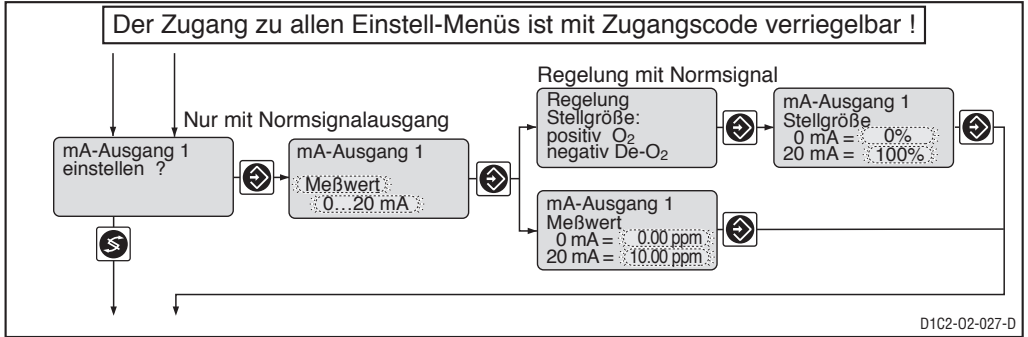 Der Zugang zu allen Einstell-Menüs ist mit Zugangscode verriegelbar !
Nur mit Normsignalausgang
mA-Ausgang 1
einstellen ?
mA-Ausgang 1
Meßwert
0...20 mA
Regelung mit Normsignal
Regelung
Stellgröße:
positiv O₂
negativ De-O₂
mA-Ausgang 1
Stellgröße
0 mA = 0%
20 mA = 100%
mA-Ausgang 1
Meßwert
0 mA = 0.00 ppm
20 mA = 10.00 ppm
D1C2-O2-027-D